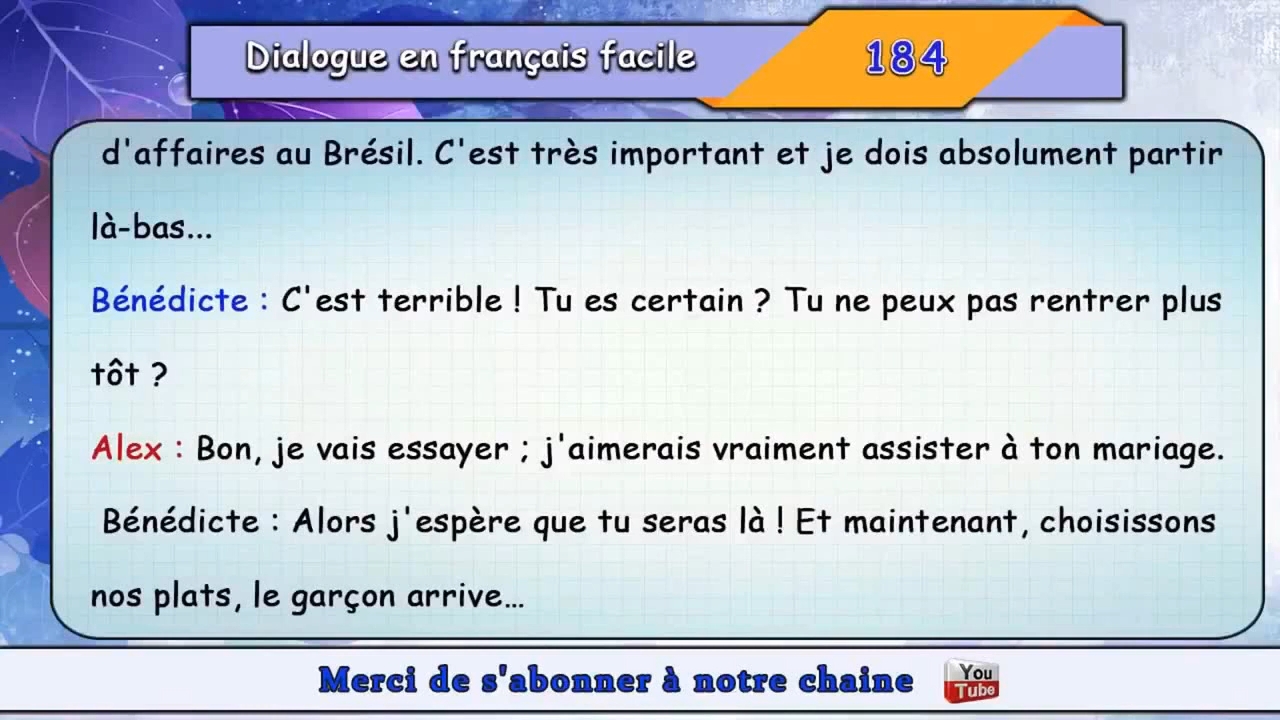 Dialogue en français facile 184
d'affaires au Brésil. C'est très important et je dois absolument partir
là-bas...
Bénédicte : C'est terrible ! Tu es certain ? Tu ne peux pas rentrer plus
tôt ?
Alex : Bon, je vais essayer ; j'aimerais vraiment assister à ton mariage.
Bénédicte : Alors j'espère que tu seras là ! Et maintenant, choisissons
nos plats, le garçon arrive...
Merci de s'abonner à notre chaine
You
Tube